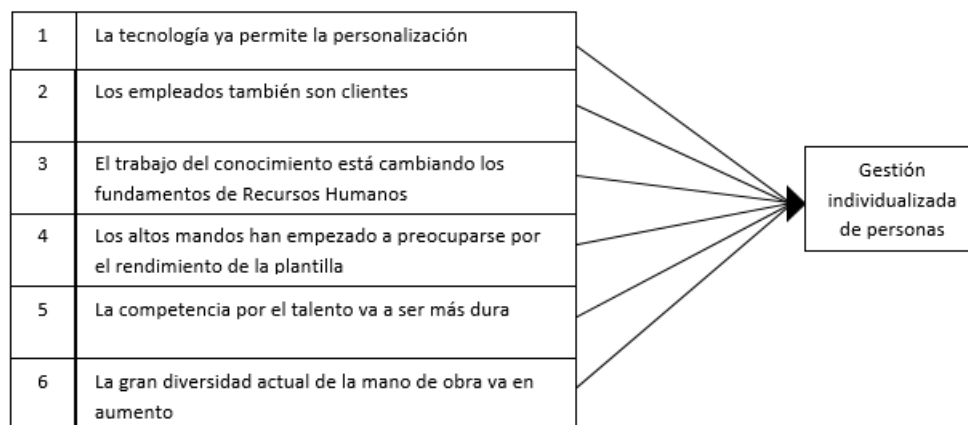 1 La tecnología ya permite la personalización
2 Los empleados también son clientes
3 El trabajo del conocimiento está cambiando los
fundamentos de Recursos Humanos
4 Los altos mandos han empezado a preocuparse por
el rendimiento de la plantilla
5 La competencia por el talento va a ser más dura
6 La gran diversidad actual de la mano de obra va en
aumento
Gestión
individualizada
de personas